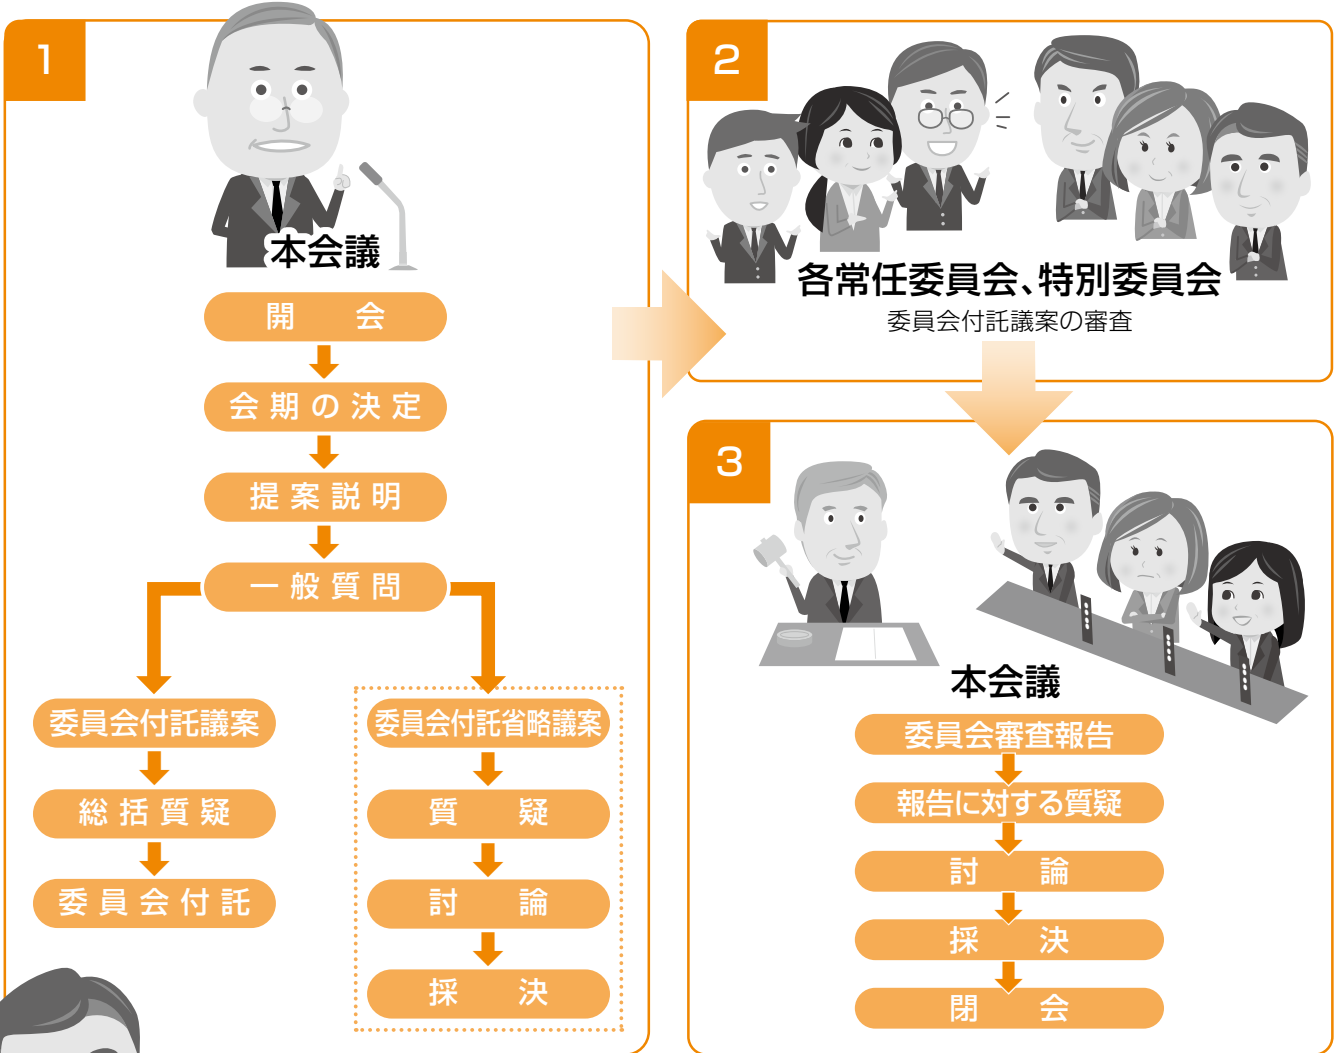 1
本会議
開会
会期の決定
提案説明
一般質問
委員会付託議案
総括質疑
委員会付託
委員会付託省略議案
質疑
討論
採決
2
各常任委員会、特別委員会
委員会付託議案の審査
3
本会議
委員会審査報告
報告に対する質疑
討論
採決
閉会